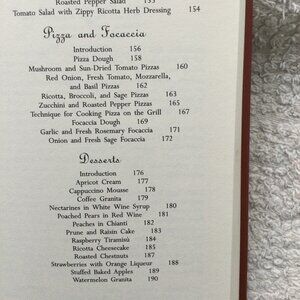 Roasted Pepper Salad 153
Tomato Salad with Zippy Ricotta Herb Dressing 154
Pizza and Focaccia
Introduction 156
Pizza Dough 158
Mushroom and Sun-Dried Tomato Pizzas 160
Red Onion, Fresh Tomato, Mozzarella,
and Basil Pizzas 162
Ricotta, Broccoli, and Sage Pizzas 163
Zucchini and Roasted Pepper Pizzas 165
Technique for Cooking Pizza on the Grill 167
Focaccia Dough 169
Garlic and Fresh Rosemary Focaccia 171
Onion and Fresh Sage Focaccia 172
Desserts
Introduction 176
Apricot Cream 177
Cappuccino Mousse 178
Coffee Granita 179
Nectarines in White Wine Syrup 180
Poached Pears in Red Wine 181
Peaches in Chianti 182
Prune and Raisin Cake 183
Raspberry Tiramisù 184
Ricotta Cheesecake 185
Roasted Chestnuts 187
Strawberries with Orange Liqueur 188
Stuffed Baked Apples 189
Watermelon Granita 190